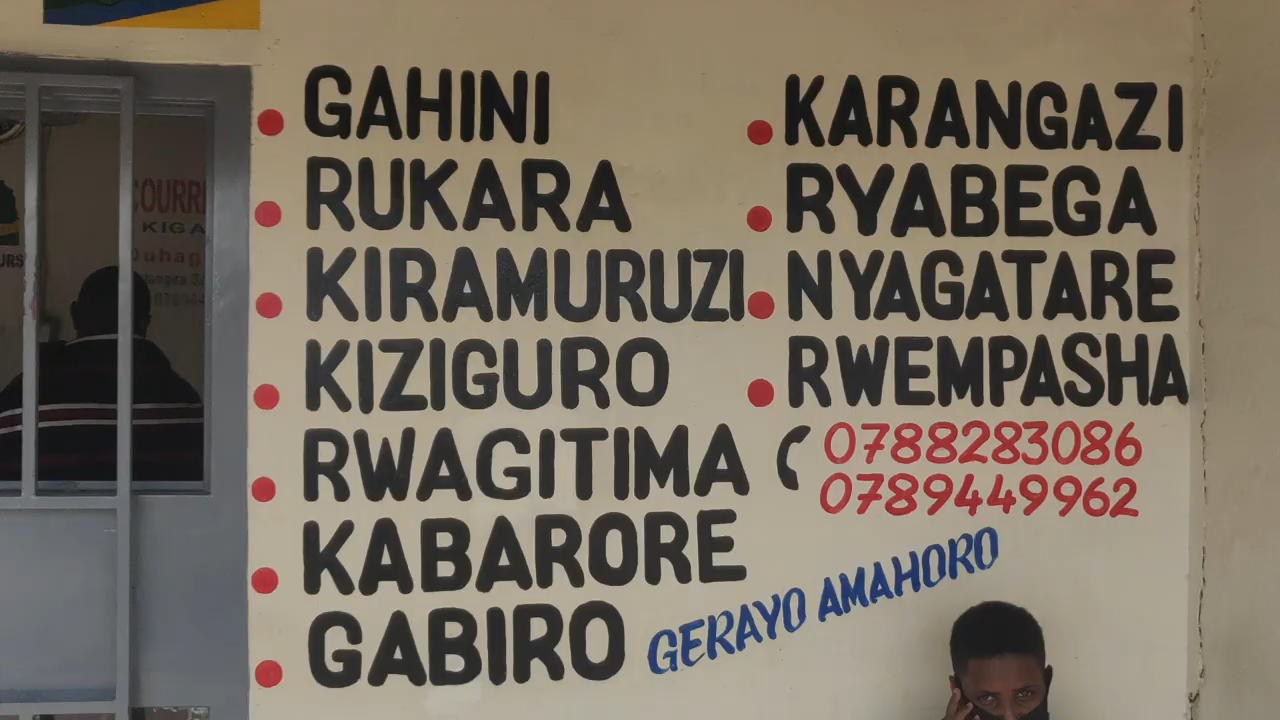 GAHINI
RUKARA
KIRAMURUZI
KIZIGURO
RWAGITIMA
KABARORE
GABIRO
KARANGAZI
RYABEGA
NYAGATARE
RWEMPASHA
0788283086
0789449962
GERAYO AMAHORO